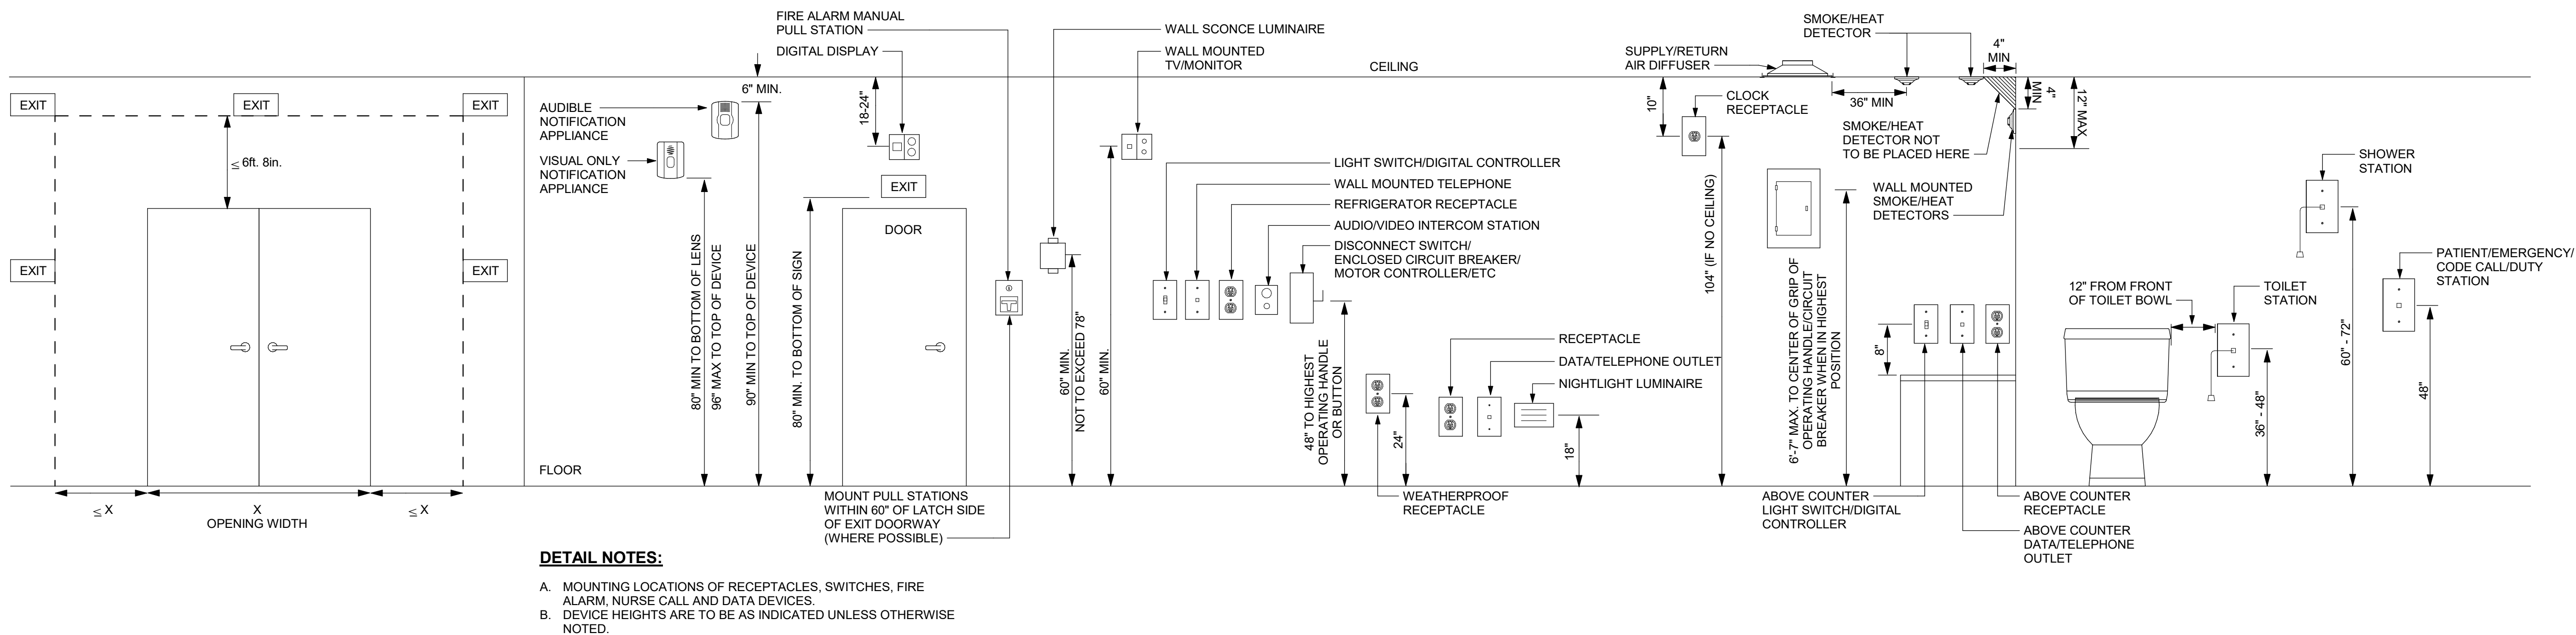 EXIT
EXIT
EXIT
≤ 6ft. 8in.
EXIT
EXIT
≤ X
X
OPENING WIDTH
≤ X
AUDIBLE
NOTIFICATION
APPLIANCE
VISUAL ONLY
NOTIFICATION
APPLIANCE
FLOOR
80" MIN TO BOTTOM OF LENS
96" MAX TO TOP OF DEVICE
6" MIN.
90" MIN TO TOP OF DEVICE
FIRE ALARM MANUAL
PULL STATION
DIGITAL DISPLAY
18-24"
80" MIN. TO BOTTOM OF SIGN
EXIT
DOOR
MOUNT PULL STATIONS
WITHIN 60" OF LATCH SIDE
OF EXIT DOORWAY
(WHERE POSSIBLE)
WALL SCONCE LUMINAIRE
WALL MOUNTED
TV/MONITOR
60" MIN.
NOT TO EXCEED 78"
60" MIN.
CEILING
LIGHT SWITCH/DIGITAL CONTROLLER
WALL MOUNTED TELEPHONE
REFRIGERATOR RECEPTACLE
AUDIO/VIDEO INTERCOM STATION
DISCONNECT SWITCH/
ENCLOSED CIRCUIT BREAKER/
MOTOR CONTROLLER/ETC
48" TO HIGHEST
OPERATING HANDLE
OR BUTTON
24"
WEATHERPROOF
RECEPTACLE
RECEPTACLE
DATA/TELEPHONE OUTLET
NIGHTLIGHT LUMINAIRE
18"
SUPPLY/RETURN
AIR DIFFUSER
10"
CLOCK
RECEPTACLE
104" (IF NO CEILING)
36" MIN
SMOKE/HEAT
DETECTOR
4"
MIN
4"
MIN
12" MAX
SMOKE/HEAT
DETECTOR NOT
TO BE PLACED HERE
WALL MOUNTED
SMOKE/HEAT
DETECTORS
6'-7" MAX. TO CENTER OF GRIP OF
OPERATING HANDLE/CIRCUIT
BREAKER WHEN IN HIGHEST
POSITION
8"
ABOVE COUNTER
LIGHT SWITCH/DIGITAL
CONTROLLER
ABOVE COUNTER
RECEPTACLE
ABOVE COUNTER
DATA/TELEPHONE
OUTLET
12" FROM FRONT
OF TOILET BOWL
TOILET
STATION
36" - 48"
SHOWER
STATION
60" - 72"
PATIENT/EMERGENCY/
CODE CALL/DUTY
STATION
48"
DETAIL NOTES:
A. MOUNTING LOCATIONS OF RECEPTACLES, SWITCHES, FIRE
ALARM, NURSE CALL AND DATA DEVICES.
B. DEVICE HEIGHTS ARE TO BE AS INDICATED UNLESS OTHERWISE
NOTED.